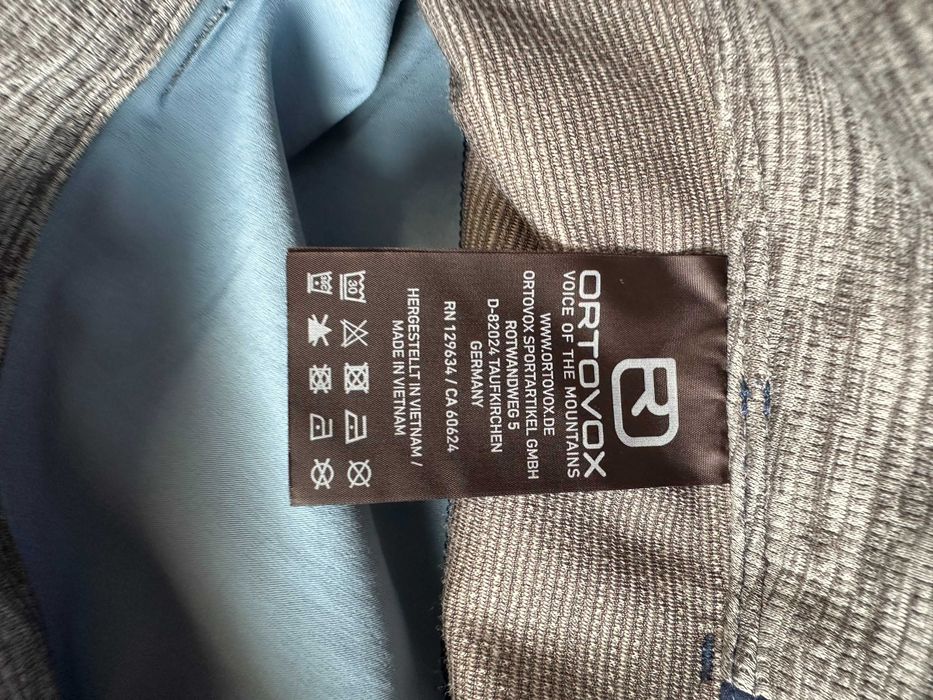 R
ORTOVOX
VOICE OF THE MOUNTAINS
WWW.ORTOVOX.DE
ORTOVOX SPORTARTIKEL GMBH
ROTWANDWEG 5
D-82024 TAUFKIRCHEN
GERMANY
RN 129634 / CA 60624
HERGESTELLT IN VIETNAM /
MADE IN VIETNAM
30